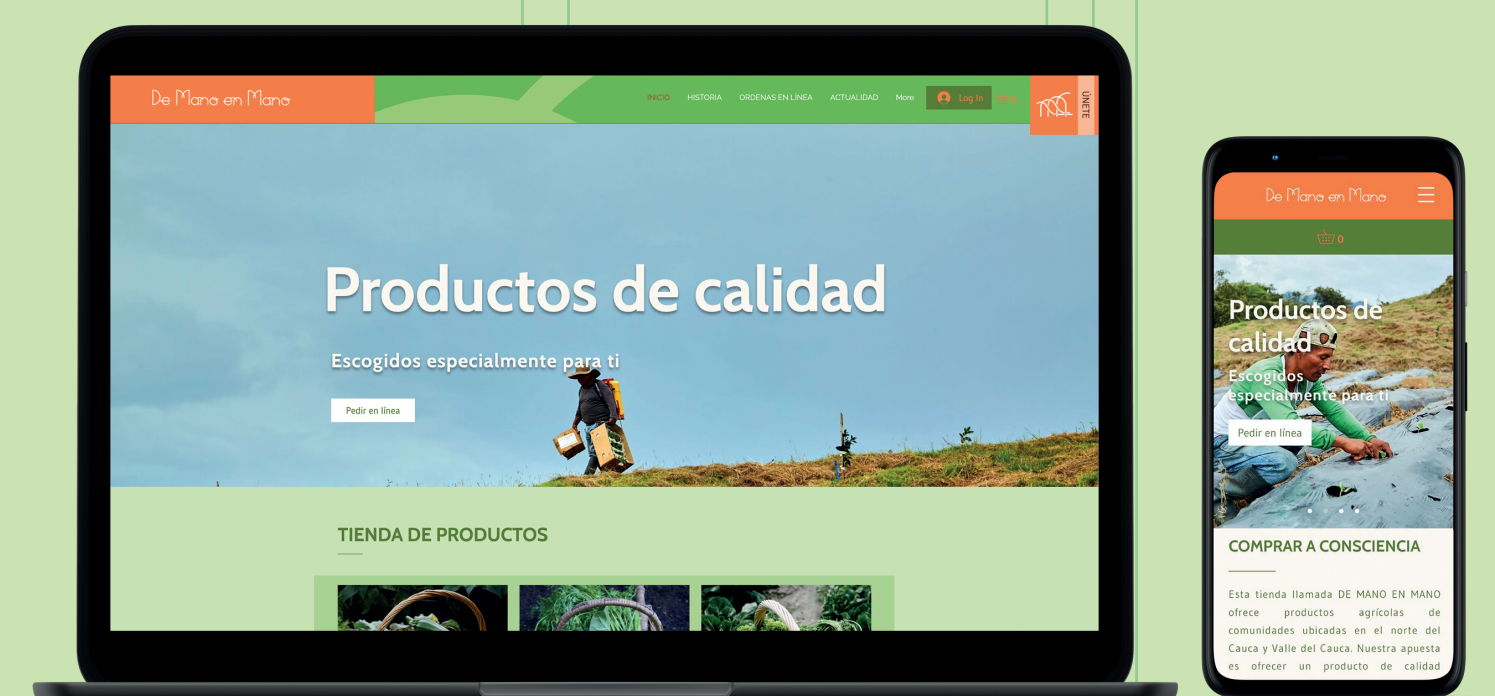 De Mano en Mano
INICIO HISTORIA ORDENAS EN LÍNEA ACTUALIDAD More Log In
ÚNETE
Productos de calidad
Escogidos especialmente para ti
Pedir en línea
TIENDA DE PRODUCTOS
De Mano en Mano
0
Productos de
calidad
Escogidos
especialmente para ti
Pedir en línea
COMPRAR A CONSCIENCIA
Esta tienda llamada DE MANO EN MANO
ofrece productos agrícolas de
comunidades ubicadas en el norte del
Cauca y Valle del Cauca. Nuestra apuesta
es ofrecer un producto de calidad